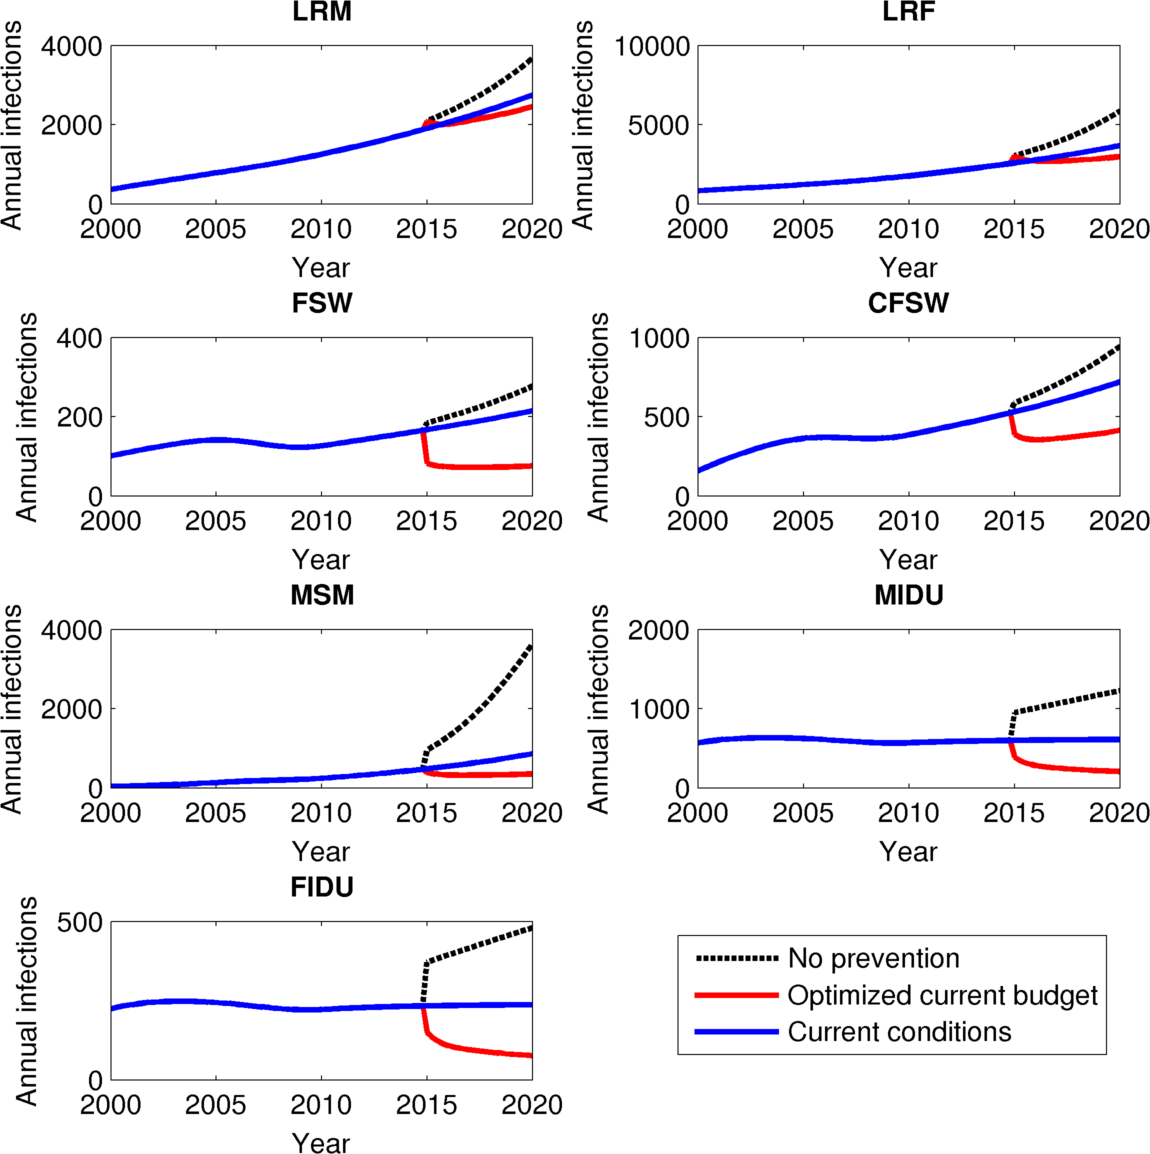 LRM
Annual infections
4000
2000
0
2000 2005 2010 2015 2020
Year
LRF
Annual infections
10000
5000
0
2000 2005 2010 2015 2020
Year
FSW
Annual infections
400
200
0
2000 2005 2010 2015 2020
Year
CFSW
Annual infections
1000
500
0
2000 2005 2010 2015 2020
Year
MSM
Annual infections
4000
2000
0
2000 2005 2010 2015 2020
Year
MIDU
Annual infections
2000
1000
0
2000 2005 2010 2015 2020
Year
FIDU
Annual infections
500
0
2000 2005 2010 2015 2020
Year
No prevention
Optimized current budget
Current conditions